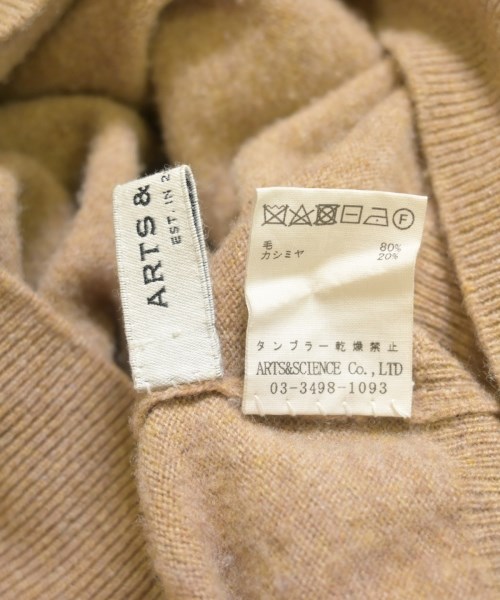 ARTS &
EST. IN 2
F
毛 80%
カシミヤ 20%
タンブラー乾燥禁止
ARTS&SCIENCE Co.,LTD
03-3498-1093